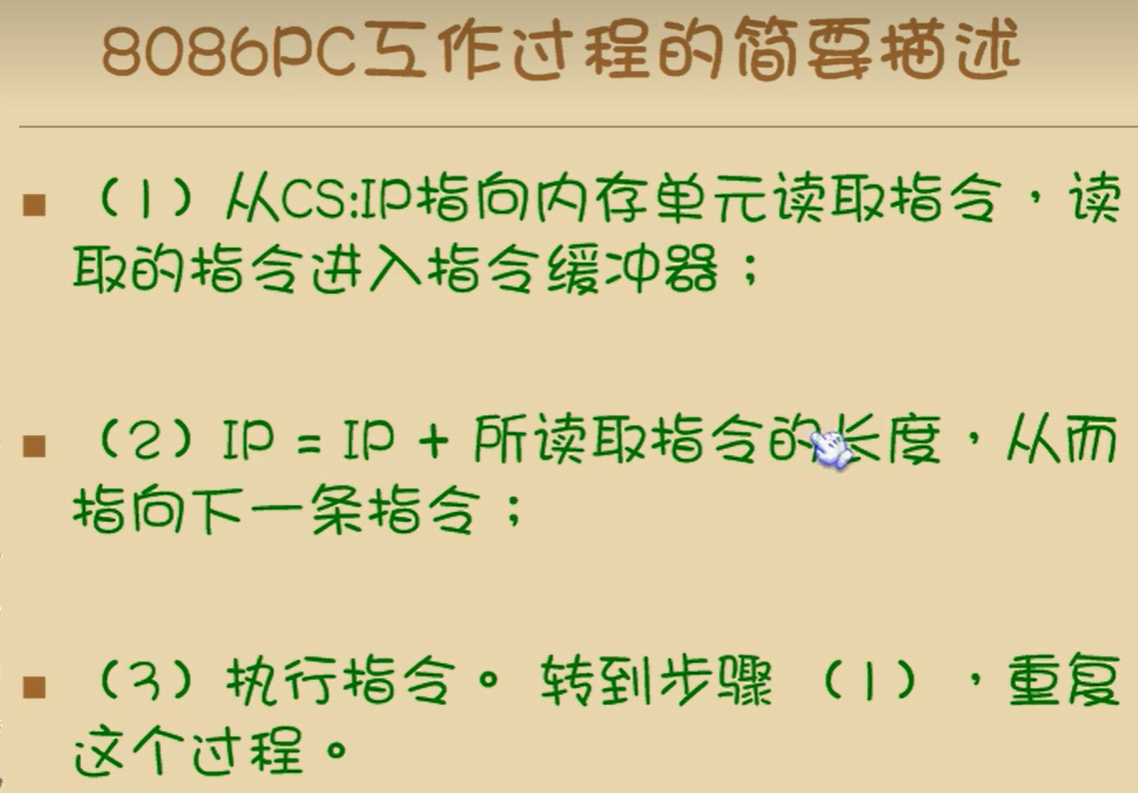 8086PC工作过程的简要描述
（1）从CS:IP指向内存单元读取指令，读
取的指令进入指令缓冲器；
（2）IP = IP + 所读取指令的长度，从而
指向下一条指令；
（3）执行指令。 转到步骤 （1），重复
这个过程。